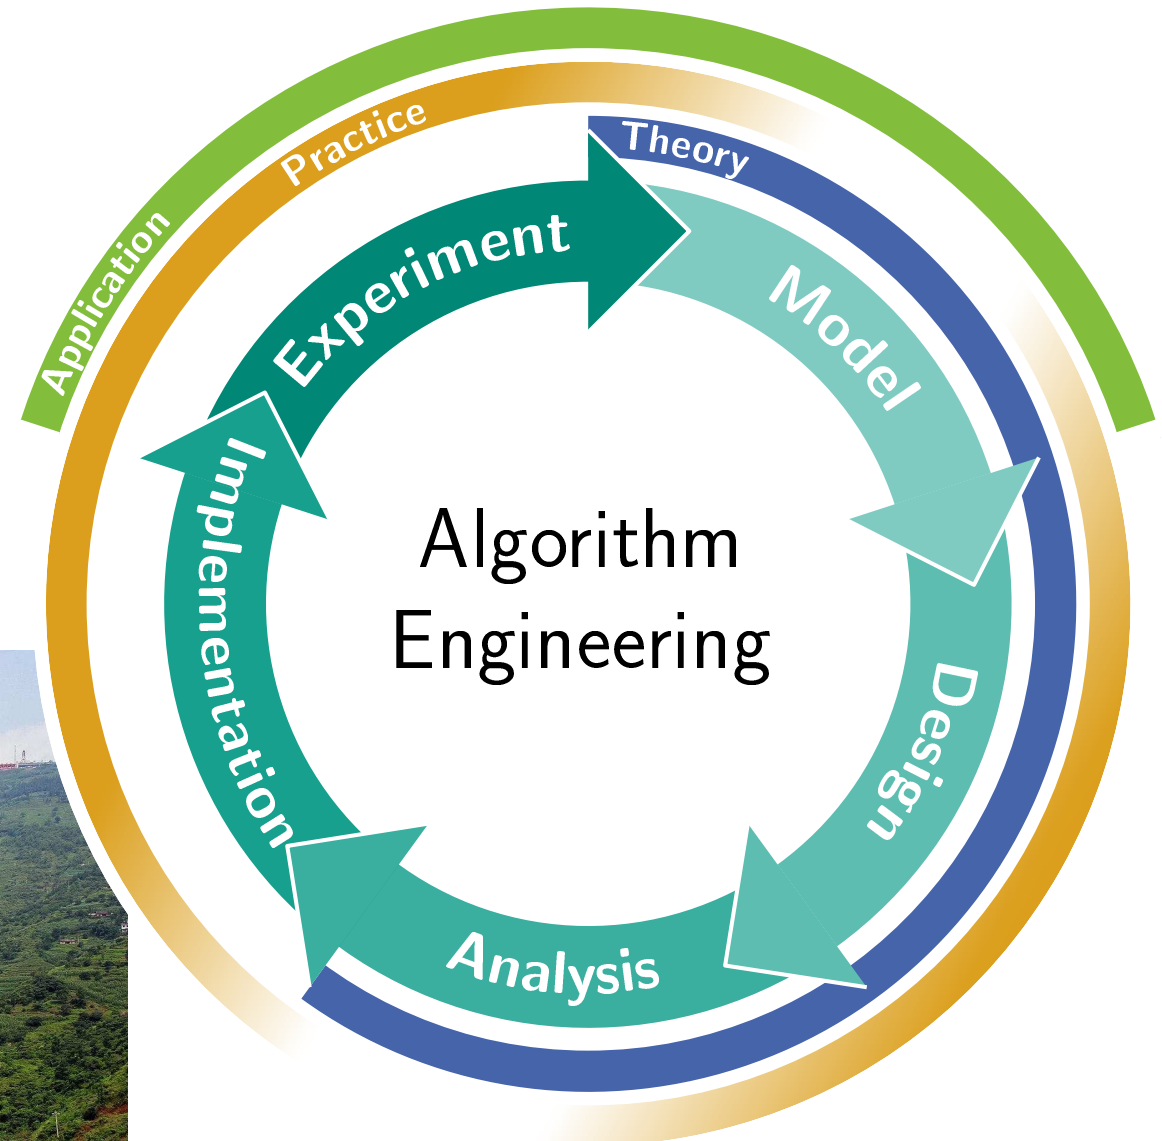 Application
Practice
Theory
Experiment
Model
Design
Analysis
Implementation
Algorithm
Engineering